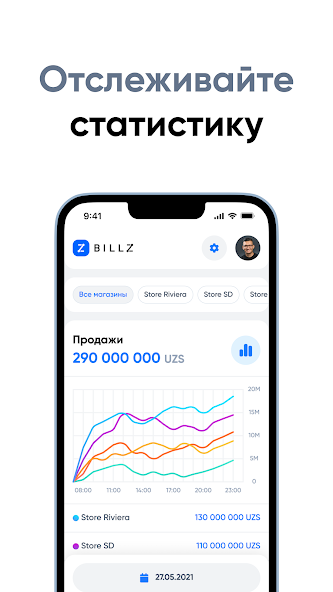 Отслеживайте
статистику
9:41
BILLZ
Все магазины Store Riviera Store SD Store
Продажи
290 000 000 UZS
20M
15M
10M
5M
0
08:00 11:00 14:00 17:00 20:00 23:00
Store Riviera 130 000 000 UZS
Store SD 110 000 000 UZS
27.05.2021